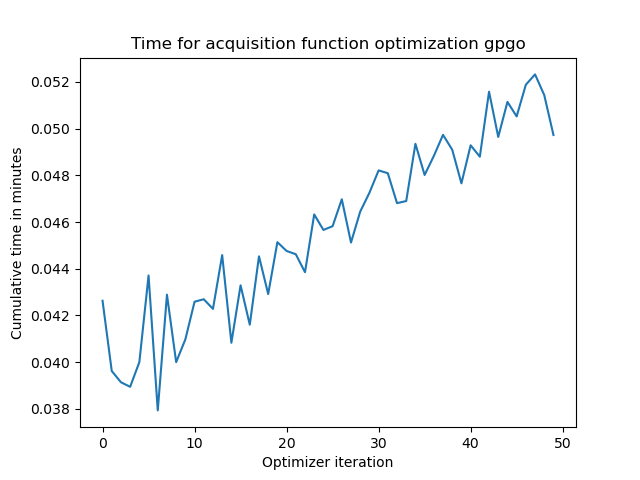 Time for acquisition function optimization gpgo
0.052
0.050
0.048
0.046
0.044
0.042
0.040
0.038
Cumulative time in minutes
0 10 20 30 40 50
Optimizer iteration